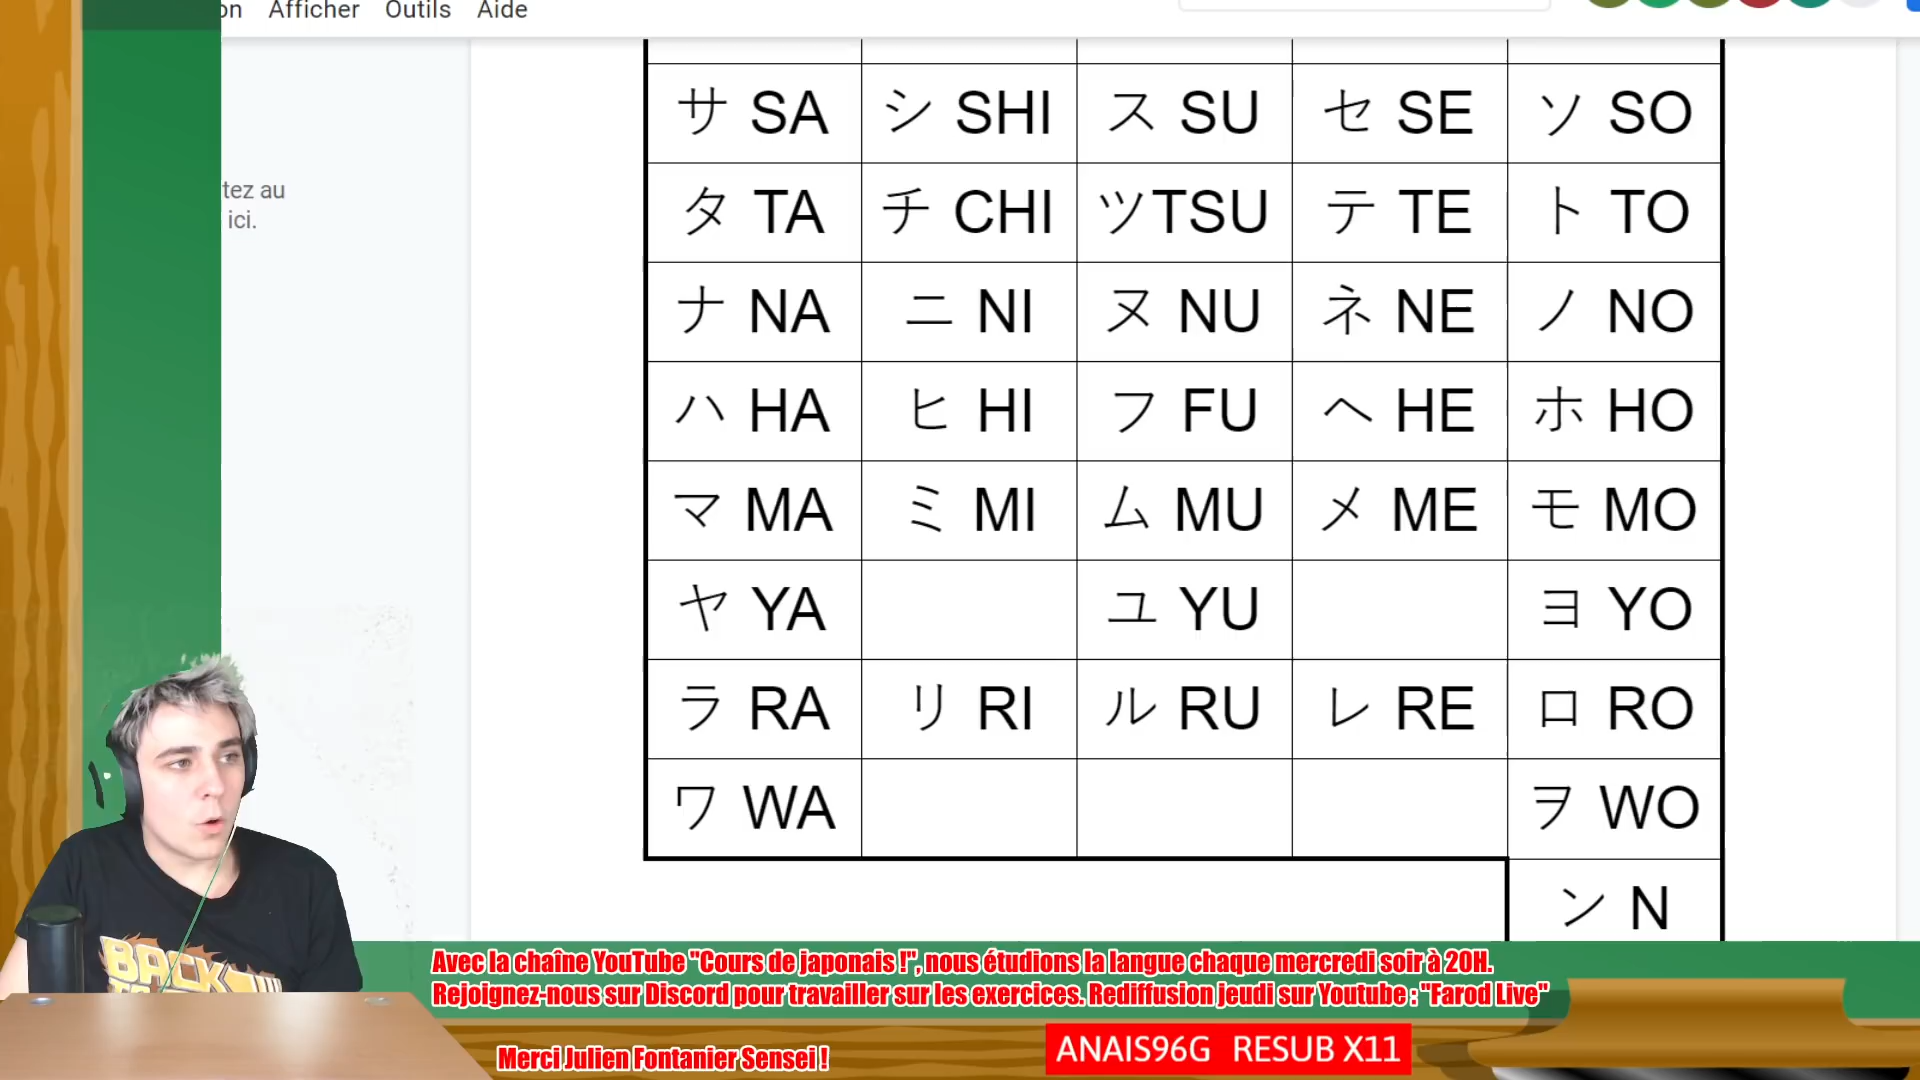 on Afficher Outils Aide
tez au
ici.
サ SA シ SHI ス SU セ SE ソ SO
タ TA チ CHI ツTSU テ TE ト TO
ナ NA ニ NI ヌ NU ネ NE ノ NO
ハ HA ヒ HI フ FU ヘ HE ホ HO
マ MA ミ MI ム MU メ ME モ MO
ヤ YA ユ YU ヨ YO
ラ RA リ RI ル RU レ RE ロ RO
ワ WA ヲ WO
ン N
BACK
Avec la chaîne YouTube "Cours de japonais !", nous étudions la langue chaque mercredi soir à 20H.
Rejoignez-nous sur Discord pour travailler sur les exercices. Rediffusion jeudi sur Youtube : "Farod Live"
Merci Julien Fontanier Sensei !
ANAIS96G RESUB X11